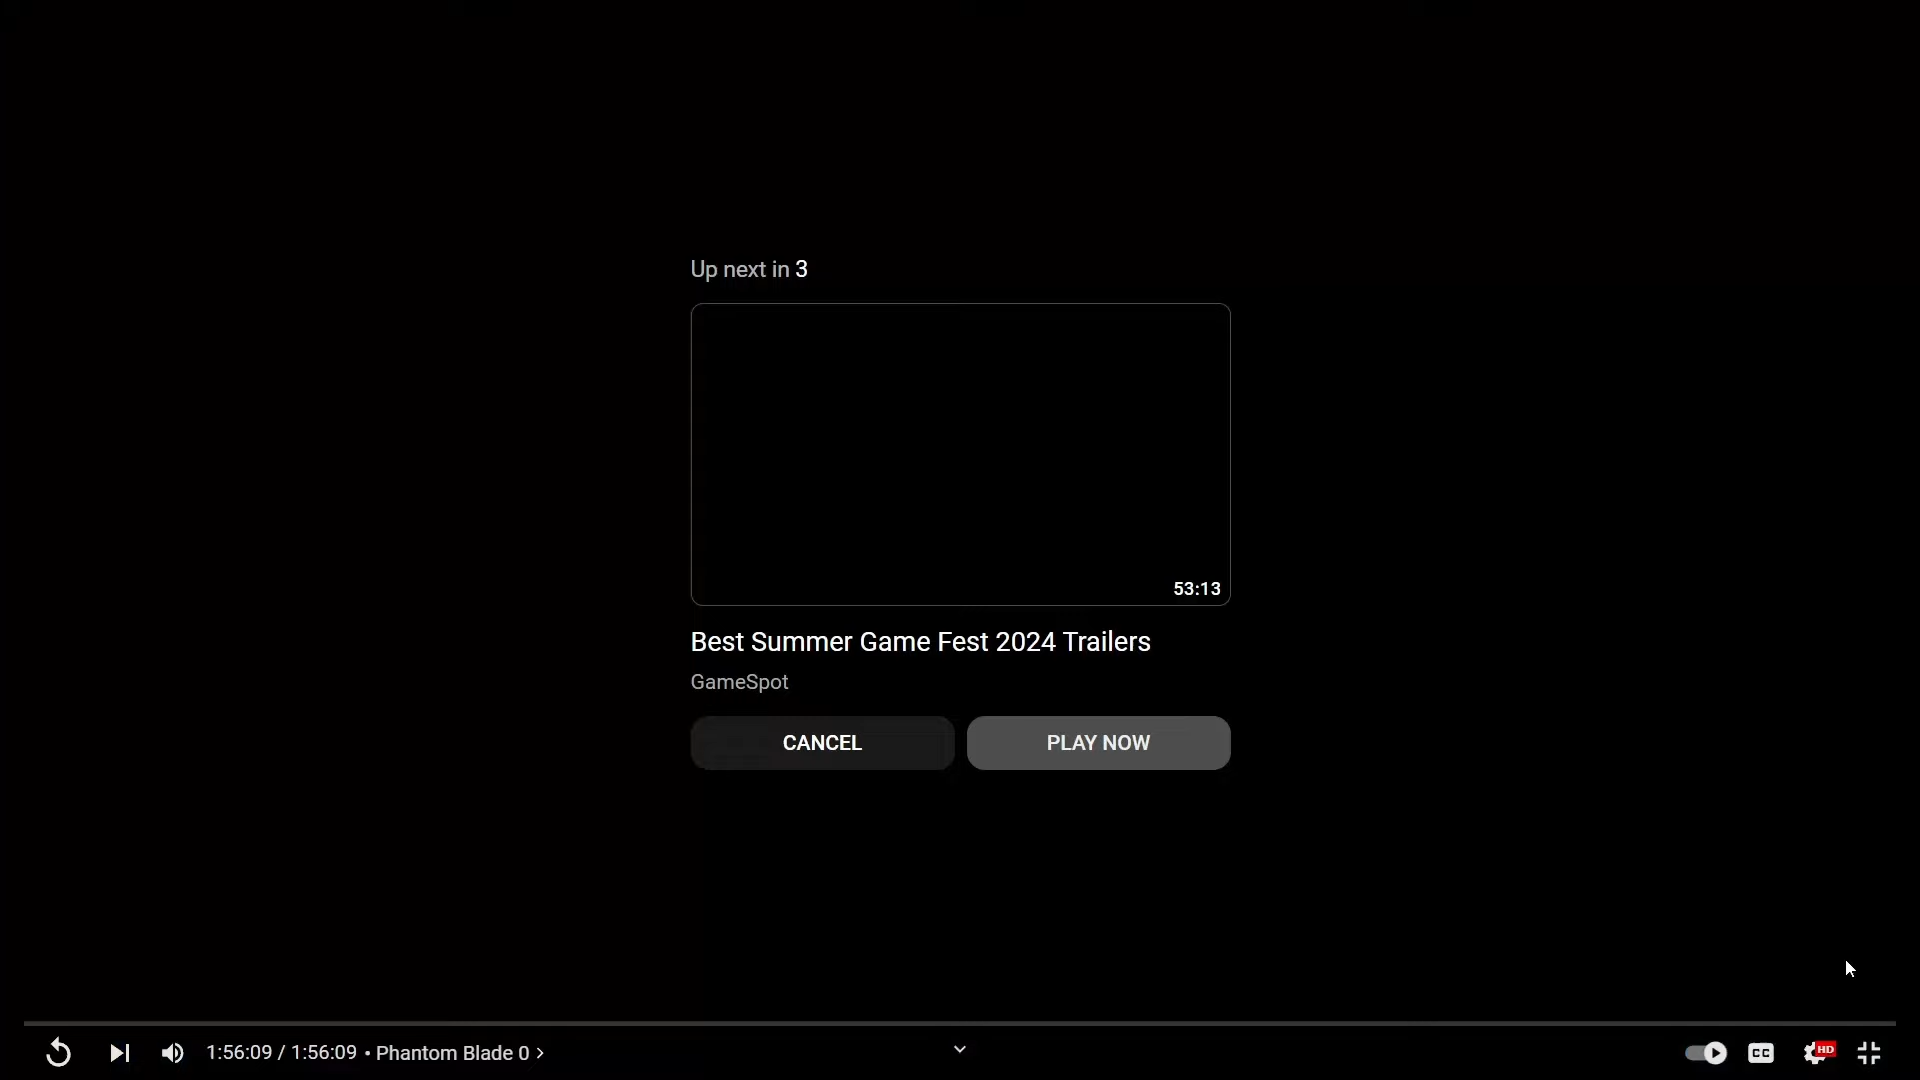 Up next in 3
53:13
Best Summer Game Fest 2024 Trailers
GameSpot
CANCEL
PLAY NOW
1:56:09 / 1:56:09 • Phantom Blade 0 >
CC
HD